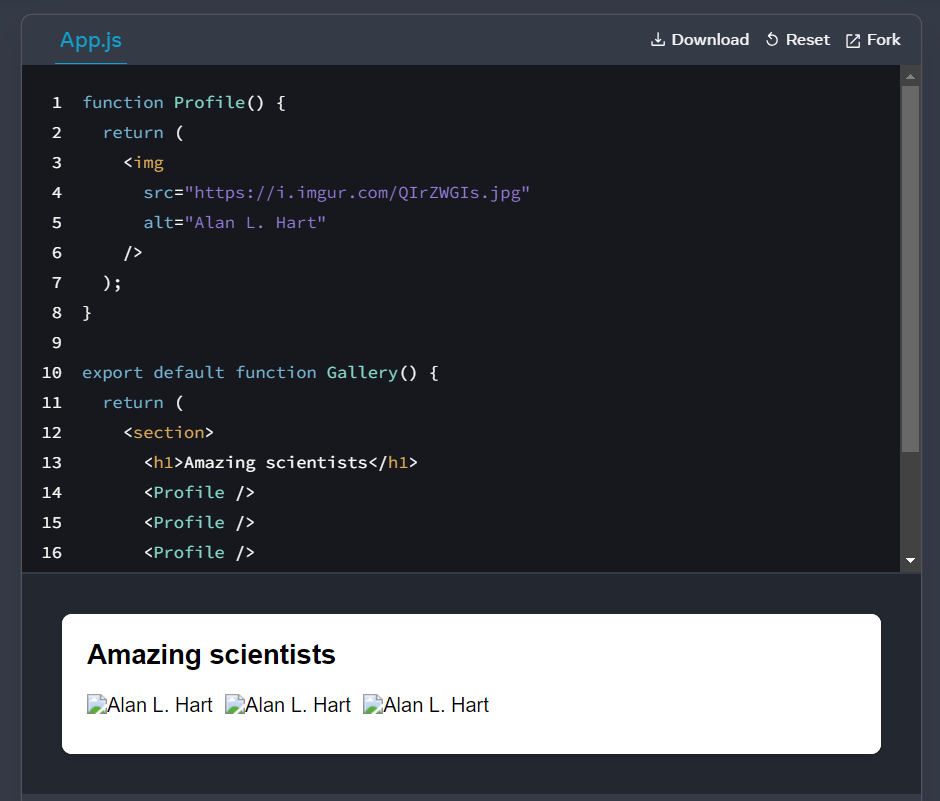 App.js
Download Reset Fork
1 function Profile() {
2 return (
3 <img
4 src="https://i.imgur.com/QIrZWGIs.jpg"
5 alt="Alan L. Hart"
6 />
7 );
8 }
9
10 export default function Gallery() {
11 return (
12 <section>
13 <h1>Amazing scientists</h1>
14 <Profile />
15 <Profile />
16 <Profile />
Amazing scientists
Alan L. Hart Alan L. Hart Alan L. Hart